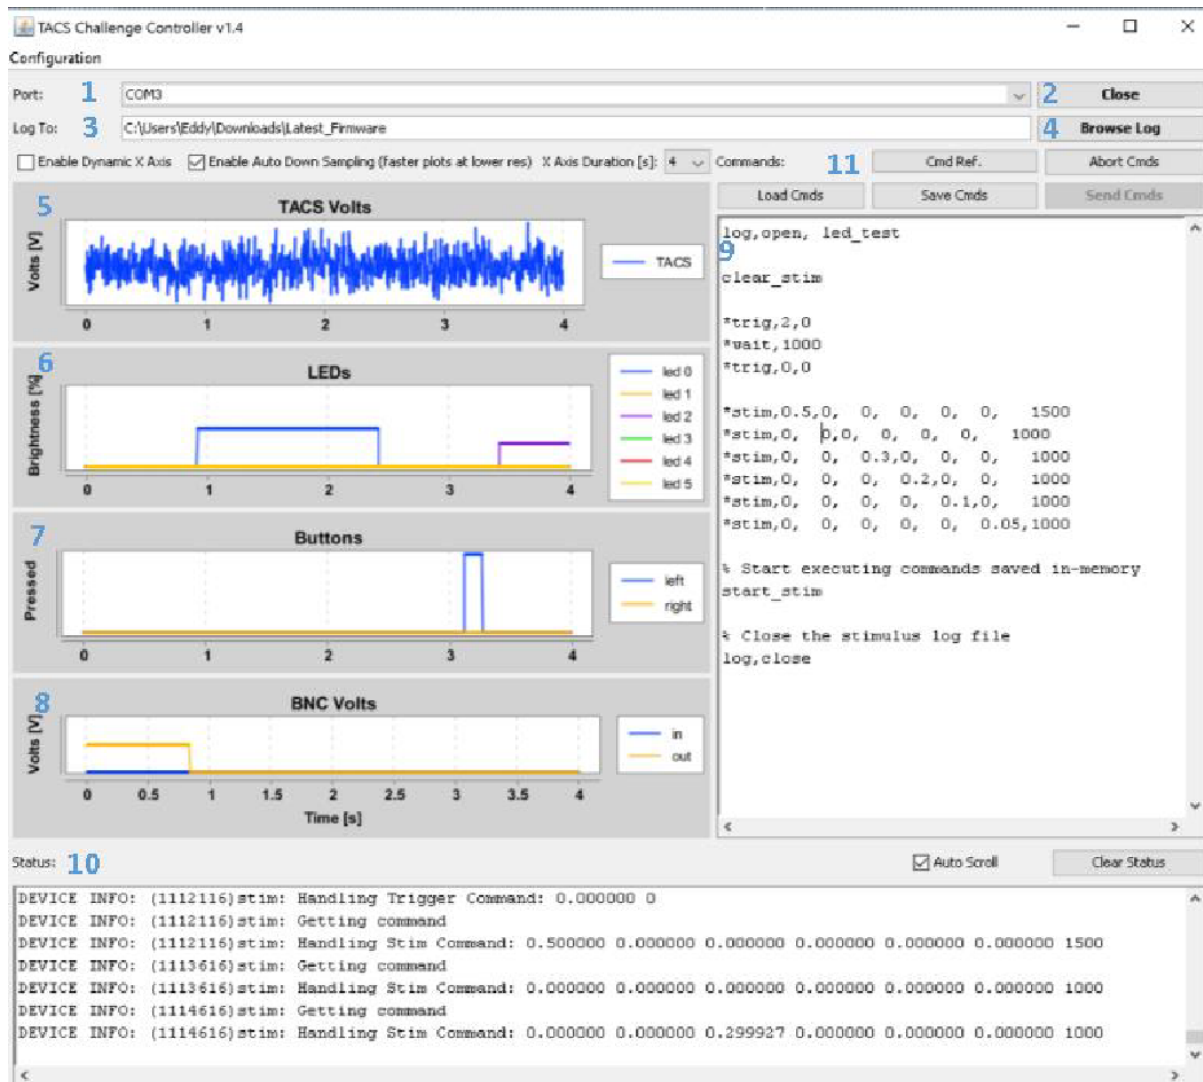 TACS Challenge Controller v1.4
Configuration
Port: 1 COM3 2 Close
Log To: 3 C:\Users\Eddy\Downloads\Latest_Firmware 4 Browse Log
Enable Dynamic X Axis Enable Auto Down Sampling (faster plots at lower res) X Axis Duration [s]: 4 Commands: 11 Cmd Ref. Abort Cmds
Load Cmds Save Cmds Send Cmds
5 TACS Volts
Volts [V]
TACS
0 1 2 3 4
6 LEDs
Brightness [%]
led 0
led 1
led 2
led 3
led 4
led 5
0 1 2 3 4
7 Buttons
Pressed
left
right
0 1 2 3 4
8 BNC Volts
Volts [V]
in
out
0 0.5 1 1.5 2 2.5 3 3.5 4
Time [s]
log,open, led_test
9
clear_stim
*trig,2,0
*wait,1000
*trig,0,0
*stim,0.5,0, 0, 0, 0, 0, 1500
*stim,0, 0,0, 0, 0, 0, 1000
*stim,0, 0, 0.3,0, 0, 0, 1000
*stim,0, 0, 0, 0.2,0, 0, 1000
*stim,0, 0, 0, 0, 0.1,0, 1000
*stim,0, 0, 0, 0, 0, 0.05,1000
% Start executing commands saved in-memory
start_stim
% Close the stimulus log file
log,close
Status: 10 Auto Scroll Clear Status
DEVICE INFO: (1112116)stim: Handling Trigger Command: 0.000000 0
DEVICE INFO: (1112116)stim: Getting command
DEVICE INFO: (1112116)stim: Handling Stim Command: 0.500000 0.000000 0.000000 0.000000 0.000000 0.000000 1500
DEVICE INFO: (1113616)stim: Getting command
DEVICE INFO: (1113616)stim: Handling Stim Command: 0.000000 0.000000 0.000000 0.000000 0.000000 0.000000 1000
DEVICE INFO: (1114616)stim: Getting command
DEVICE INFO: (1114616)stim: Handling Stim Command: 0.000000 0.000000 0.299927 0.000000 0.000000 0.000000 1000